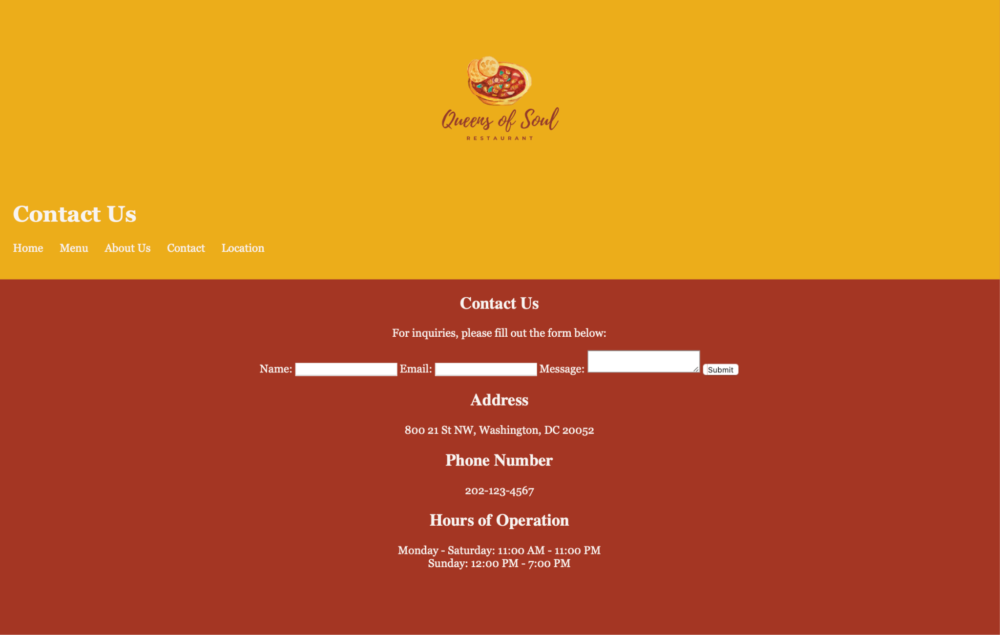 Queens of Soul
RESTAURANT
Contact Us
Home Menu About Us Contact Location
Contact Us
For inquiries, please fill out the form below:
Name: Email: Message: Submit
Address
800 21 St NW, Washington, DC 20052
Phone Number
202-123-4567
Hours of Operation
Monday - Saturday: 11:00 AM - 11:00 PM
Sunday: 12:00 PM - 7:00 PM